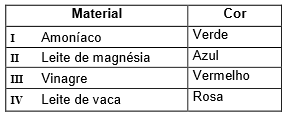 Material Cor
I Amoníaco Verde
II Leite de magnésia Azul
III Vinagre Vermelho
IV Leite de vaca Rosa